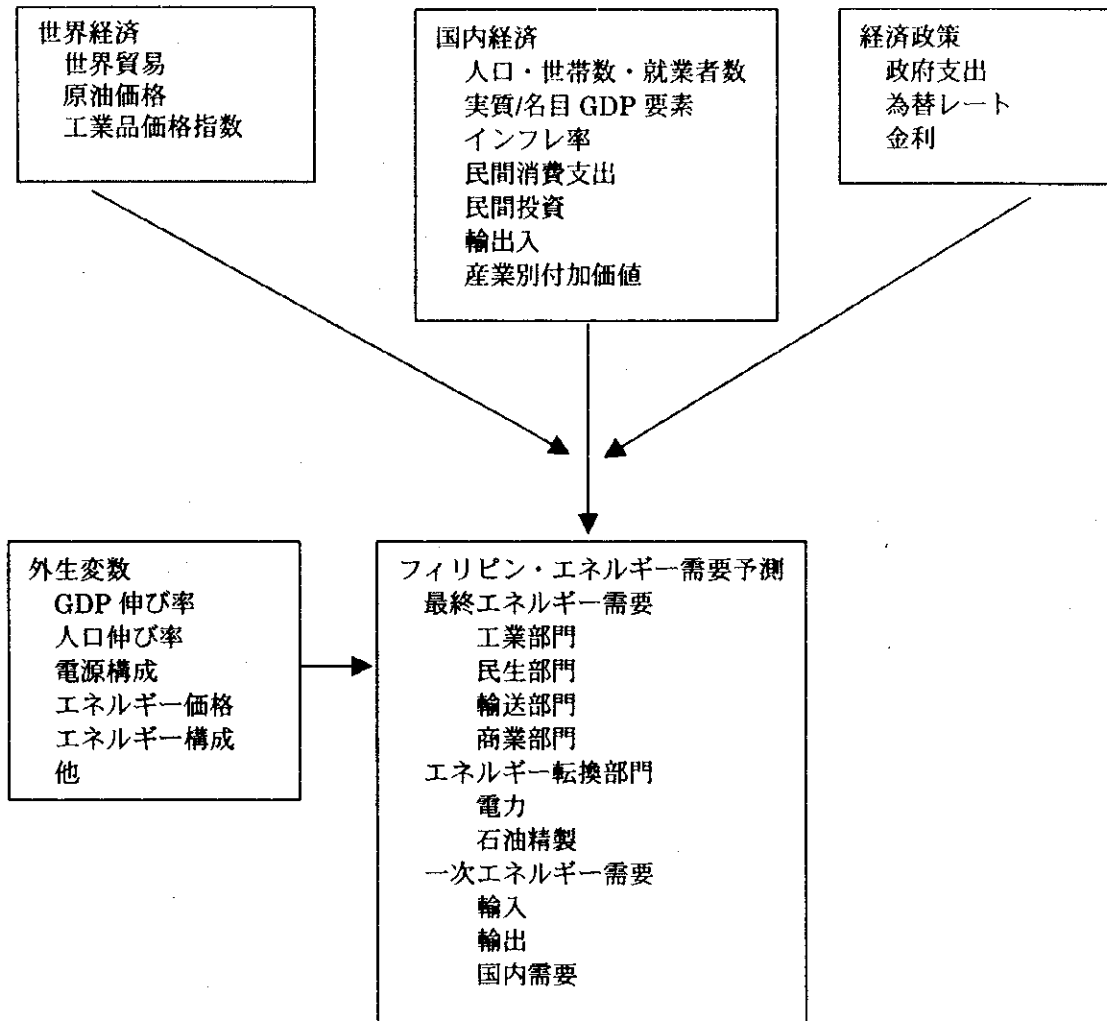 世界経済
世界貿易
原油価格
工業品価格指数
国内経済
人口・世帯数・就業者数
実質/名目 GDP 要素
インフレ率
民間消費支出
民間投資
輸出入
産業別付加価値
経済政策
政府支出
為替レート
金利
外生変数
GDP 伸び率
人口伸び率
電源構成
エネルギー価格
エネルギー構成
他
フィリピン・エネルギー需要予測
最終エネルギー需要
工業部門
民生部門
輸送部門
商業部門
エネルギー転換部門
電力
石油精製
一次エネルギー需要
輸入
輸出
国内需要